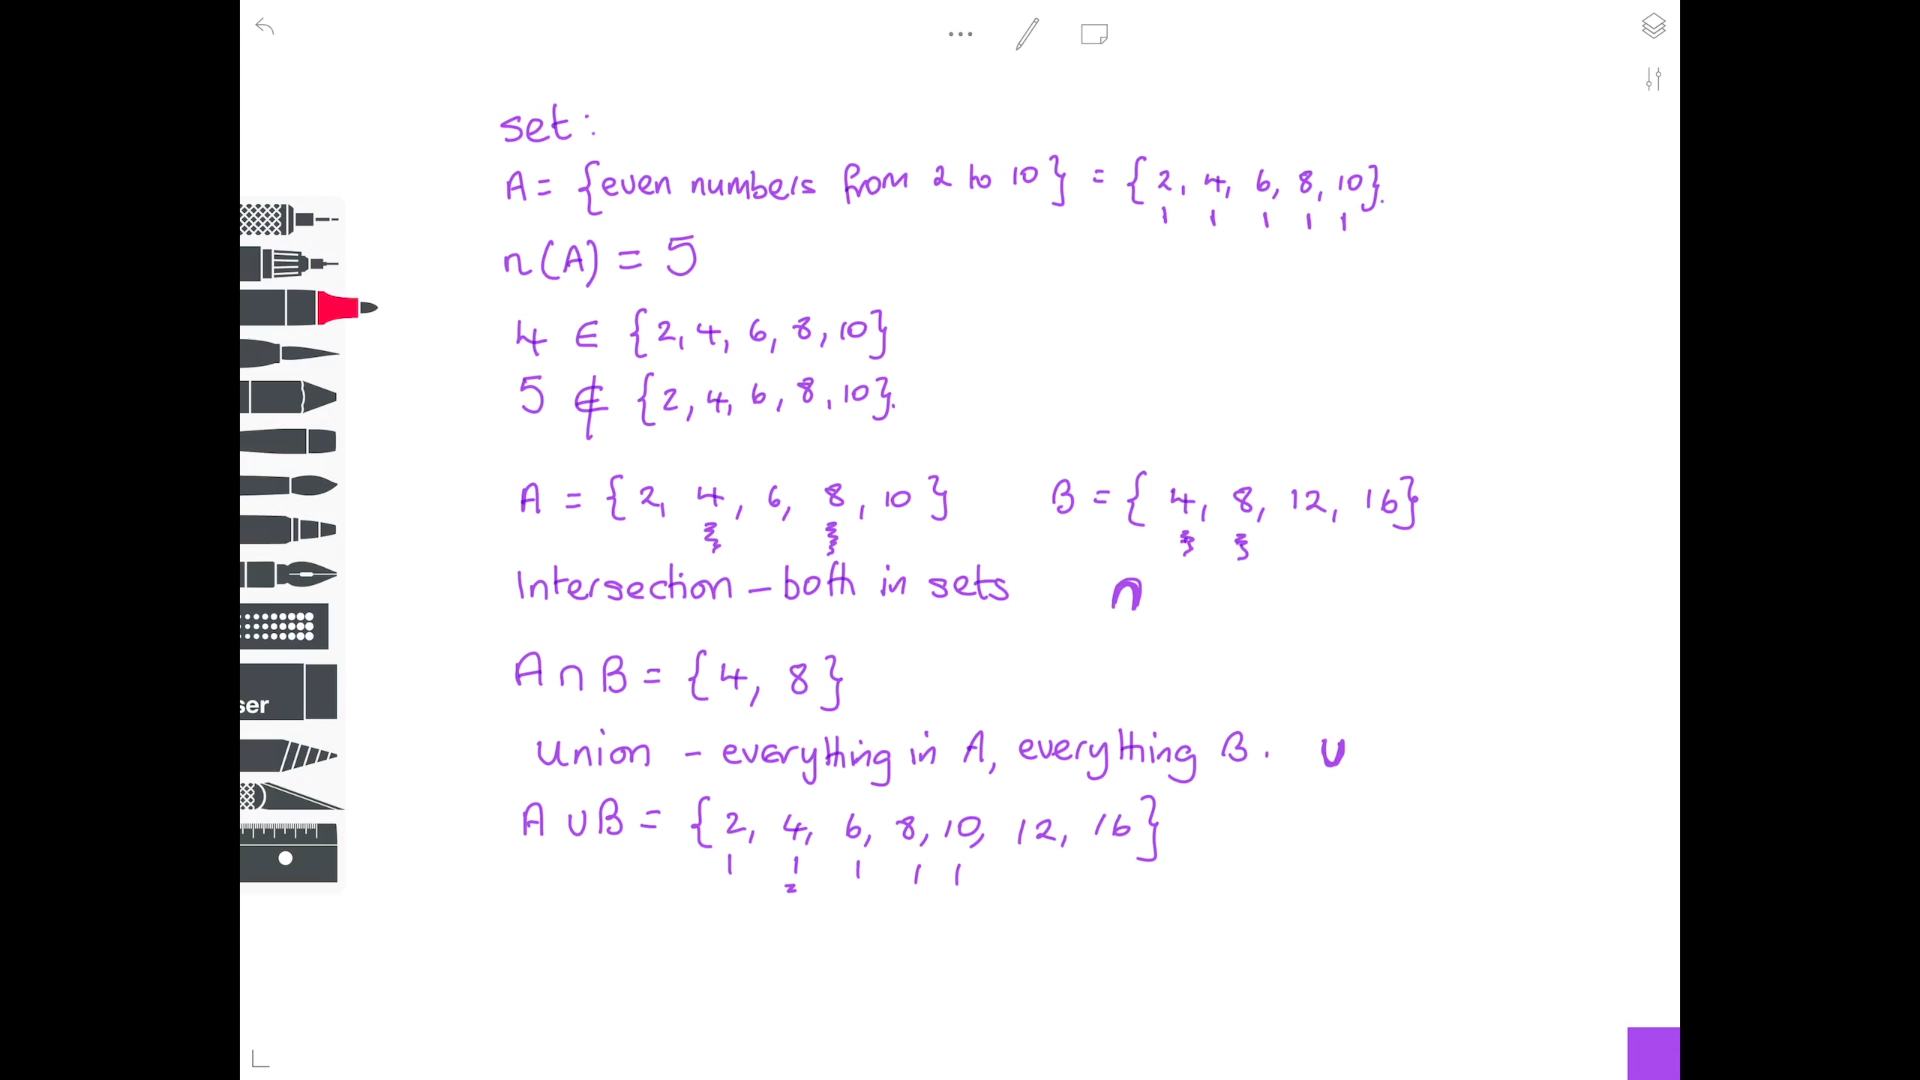 set:
A = {even numbers from 2 to 10} = {2, 4, 6, 8, 10}.
n(A) = 5
4 ∈ {2, 4, 6, 8, 10}
5 ∉ {2, 4, 6, 8, 10}.
A = {2, 4, 6, 8, 10} B = {4, 8, 12, 16}
Intersection – both in sets ∩
A ∩ B = {4, 8}
Union - everything in A, everything B. ∪
A ∪ B = {2, 4, 6, 8, 10, 12, 16}
ser